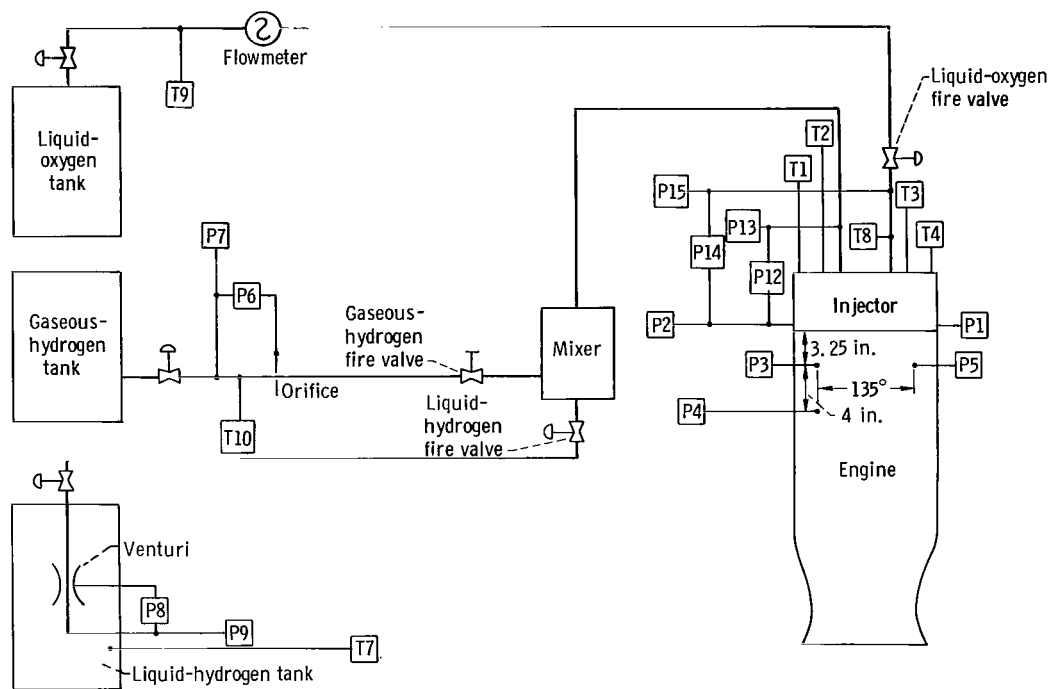 Flowmeter
T9
Liquid-
oxygen
tank
Liquid-oxygen
fire valve
T2
T1
T3
P15
P13
P14
T8
T4
P12
P7
P6
Gaseous-
hydrogen
tank
Gaseous-
hydrogen
fire valve
Orifice
Mixer
Injector
P2
P1
3.25 in.
P3
P5
135°
P4
4 in.
T10
Liquid-
hydrogen
fire valve
Engine
Venturi
P8
P9
T7
Liquid-hydrogen tank